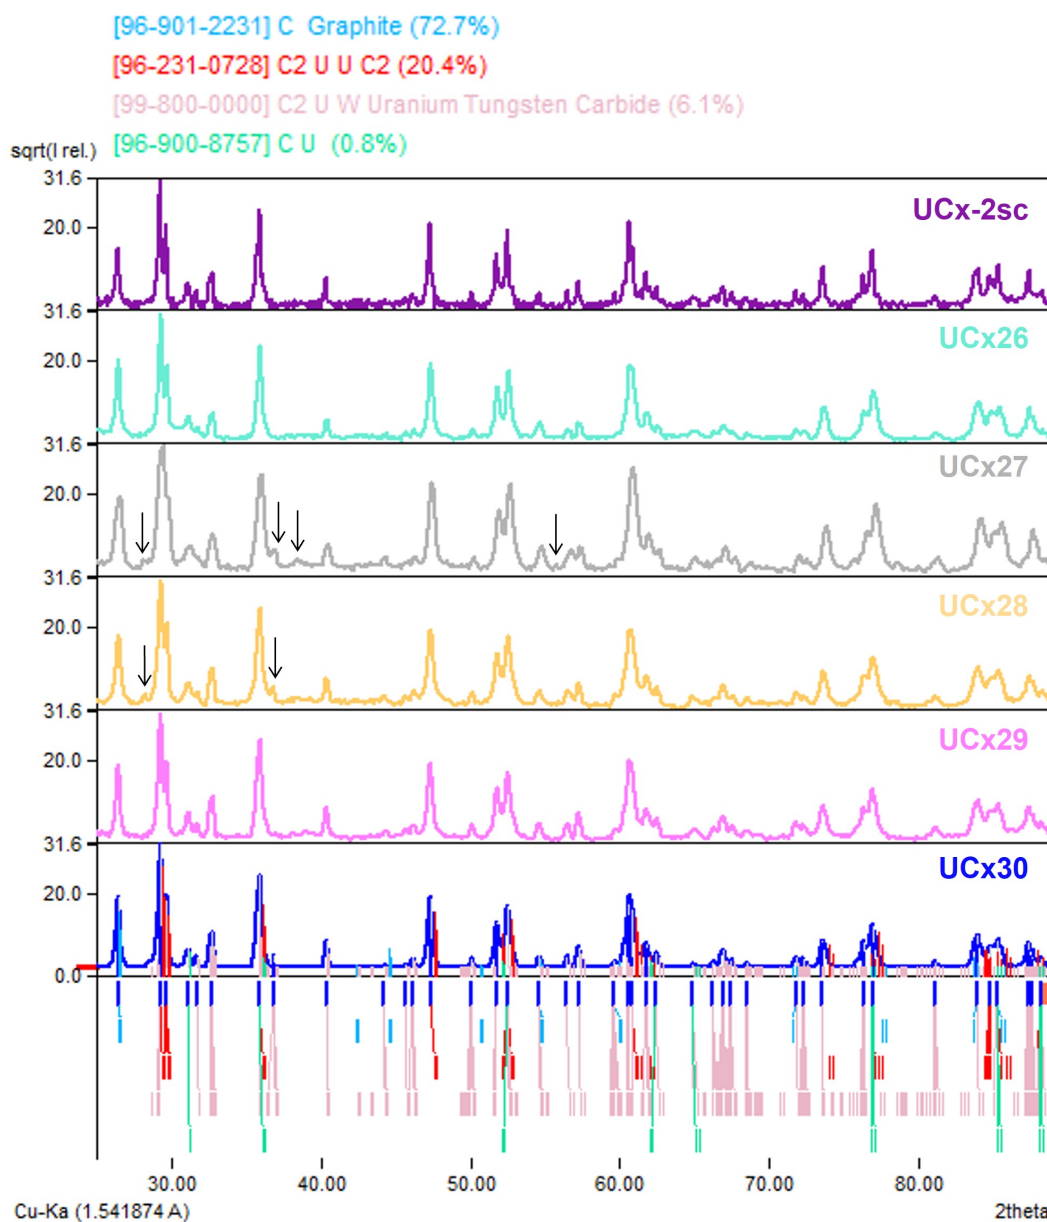 [96-901-2231] C Graphite (72.7%)
[96-231-0728] C2 U U C2 (20.4%)
[99-800-0000] C2 U W Uranium Tungsten Carbide (6.1%)
[96-900-8757] C U (0.8%)
sqrt(I rel.)
31.6
UCx-2sc
20.0
31.6
UCx26
20.0
31.6
UCx27
20.0
31.6
UCx28
20.0
31.6
UCx29
20.0
31.6
UCx30
20.0
0.0
30.00 40.00 50.00 60.00 70.00 80.00
Cu-Ka (1.541874 A) 2theta